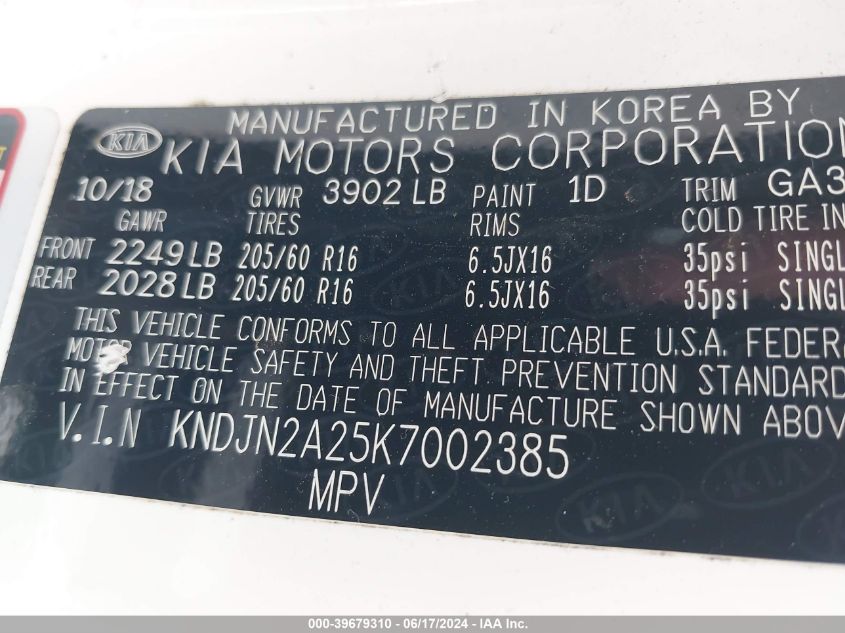 MANUFACTURED IN KOREA BY
KIA KIA MOTORS CORPORATION
10/18 GVWR 3902 LB PAINT 1D TRIM GA3
GAWR TIRES RIMS COLD TIRE IN
FRONT 2249 LB 205/60 R16 6.5JX16 35psi SINGL
REAR 2028 LB 205/60 R16 6.5JX16 35psi SINGL
THIS VEHICLE CONFORMS TO ALL APPLICABLE U.S.A. FEDERA
MOTOR VEHICLE SAFETY AND THEFT PREVENTION STANDARD
IN EFFECT ON THE DATE OF MANUFACTURE SHOWN ABOV
V.I.N KNDJN2A25K7002385
MPV
000-39679310 - 06/17/2024 - IAA Inc.